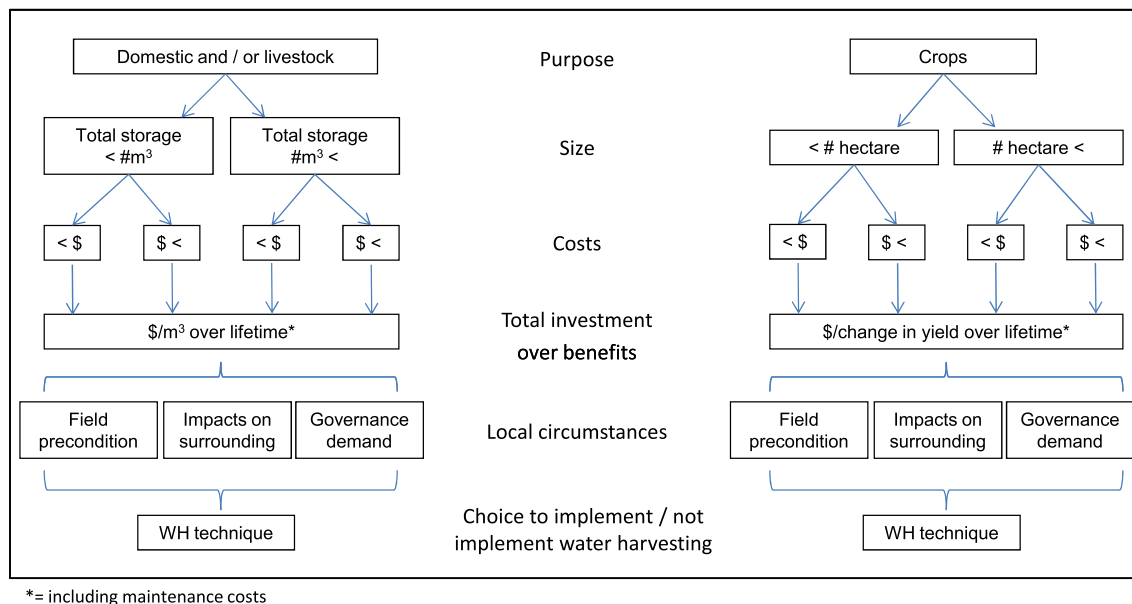 Domestic and / or livestock
Purpose
Crops
Total storage
< #m³
Total storage
#m³ <
Size
< # hectare
# hectare <
< $
$ <
< $
$ <
Costs
< $
$ <
< $
$ <
$/m³ over lifetime*
Total investment
over benefits
$/change in yield over lifetime*
Field
precondition
Impacts on
surrounding
Governance
demand
Local circumstances
Field
precondition
Impacts on
surrounding
Governance
demand
WH technique
Choice to implement / not
implement water harvesting
WH technique
*= including maintenance costs